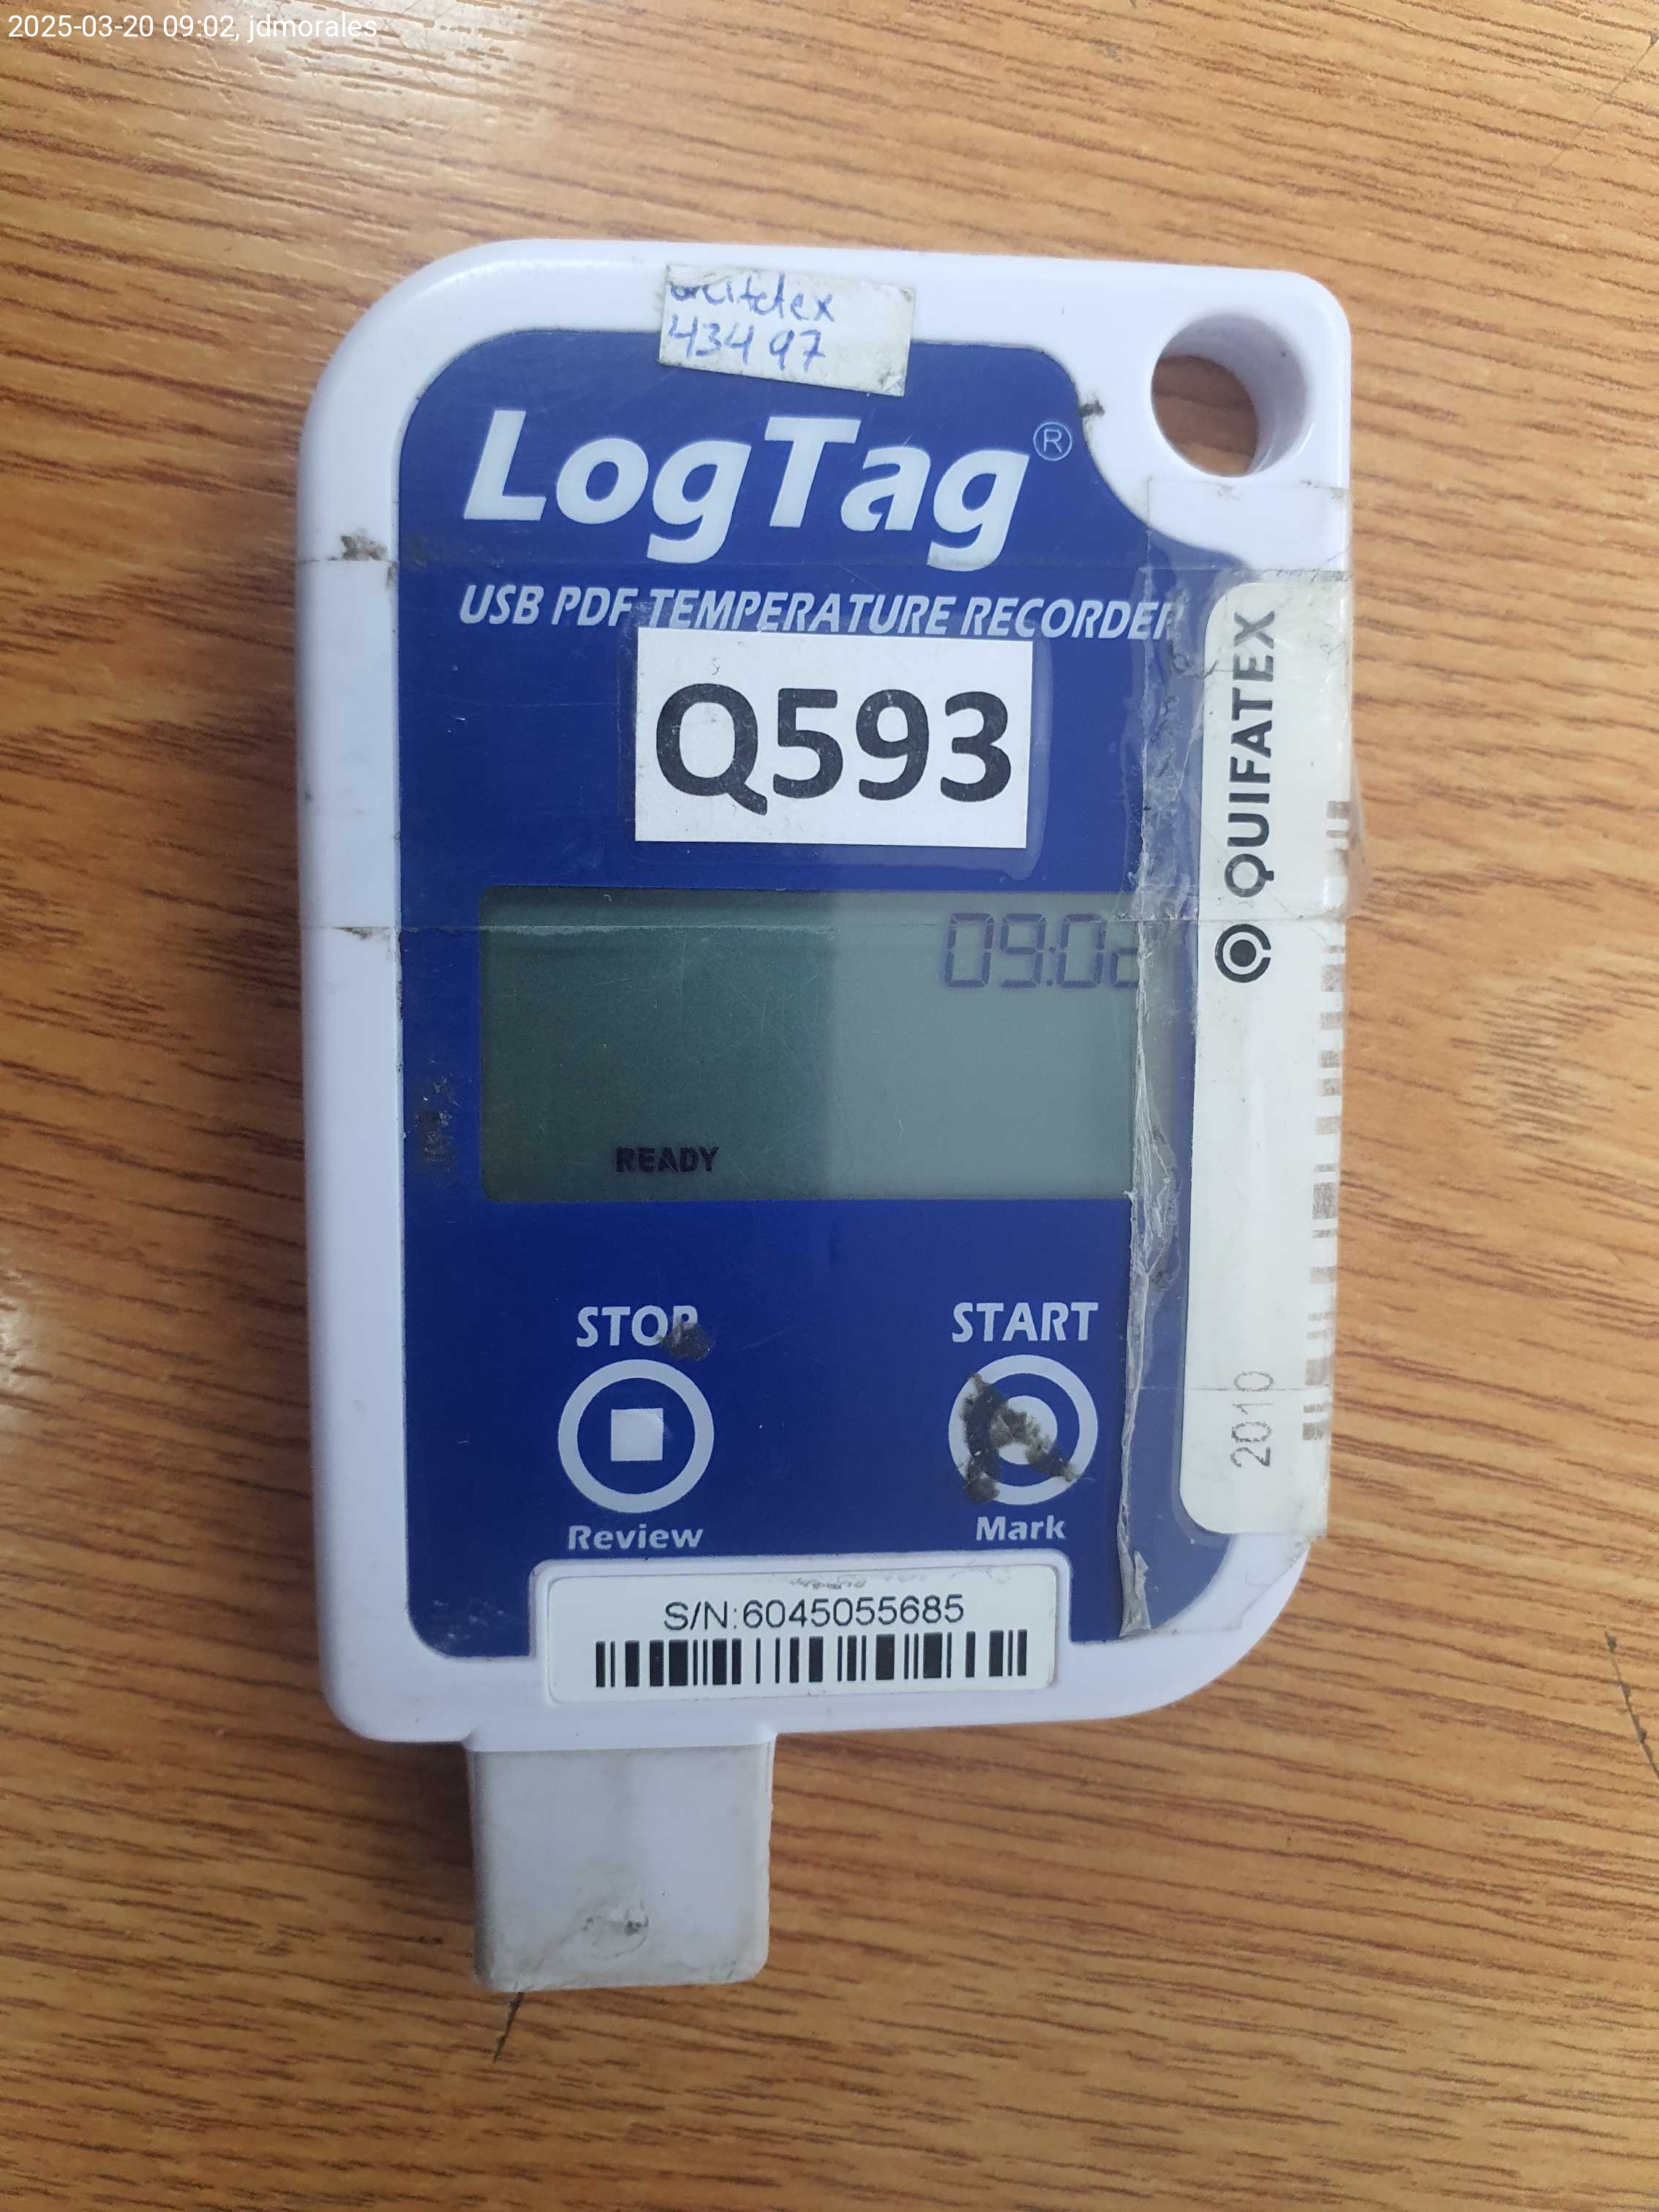 2025-03-20 09:02, jdmorales
43497
LogTag®
USB PDF TEMPERATURE RECORDER
Q593
QUIFATEX
09:02
READY
STOP
START
Review
Mark
2010
S/N:6045055685